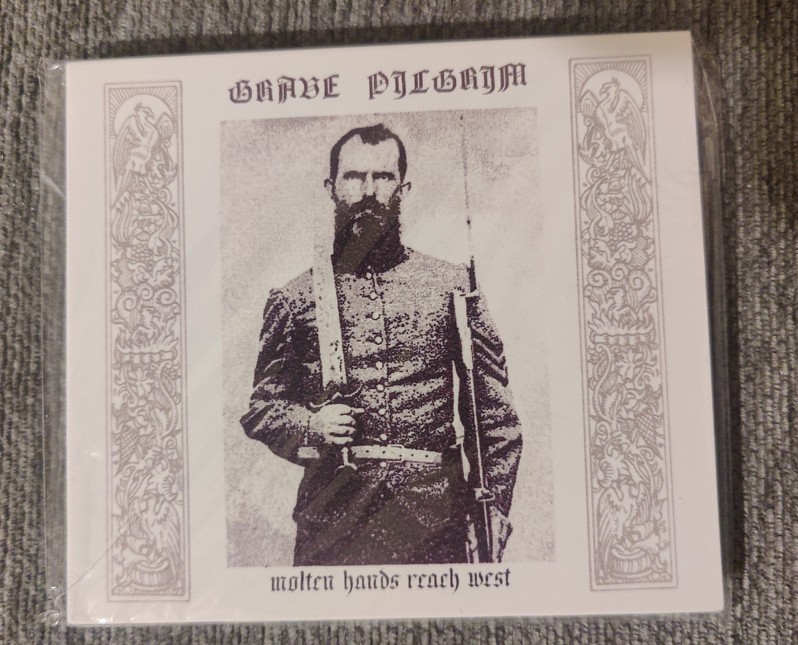 GRAVE PILGRIM
molten hands reach west